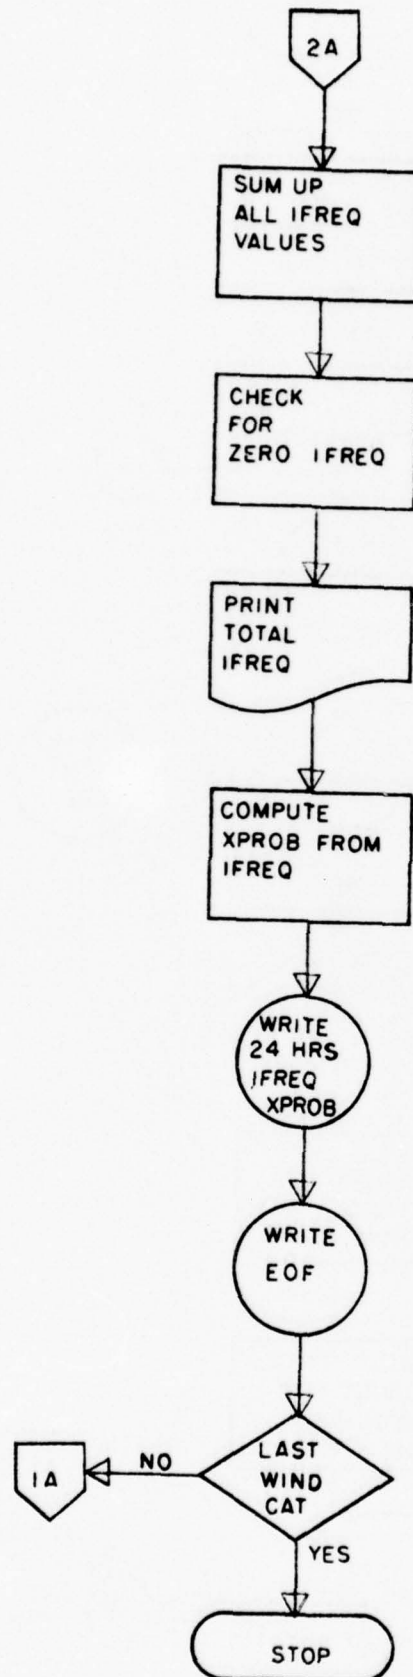 2A
SUM UP
ALL IFREQ
VALUES
CHECK
FOR
ZERO IFREQ
PRINT
TOTAL
IFREQ
COMPUTE
XPROB FROM
IFREQ
WRITE
24 HRS
IFREQ
XPROB
WRITE
EOF
LAST
WIND
CAT
NO
1A
YES
STOP